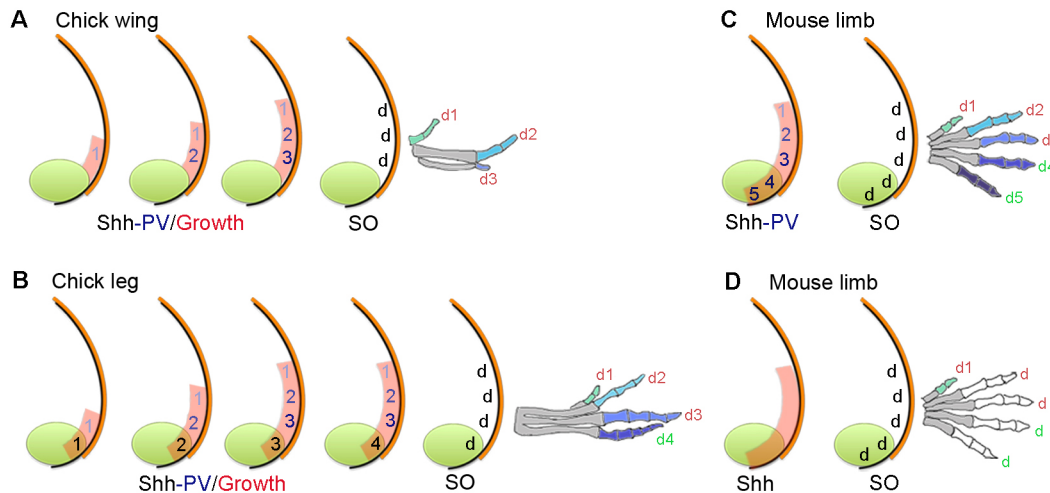 A Chick wing
1
1
2
1
2
3
d
d
d
d1
d2
d3
Shh-PV/Growth
SO
C Mouse limb
1
2
3
4
5
d
d
d
d
d
d1
d2
d
d4
d5
Shh-PV
SO
B Chick leg
1
1
1
2
2
1
2
3
3
1
2
3
4
d
d
d
d
d1
d2
d3
d4
Shh-PV/Growth
SO
D Mouse limb
d
d
d
d
d
d1
d
d
d
d
Shh
SO